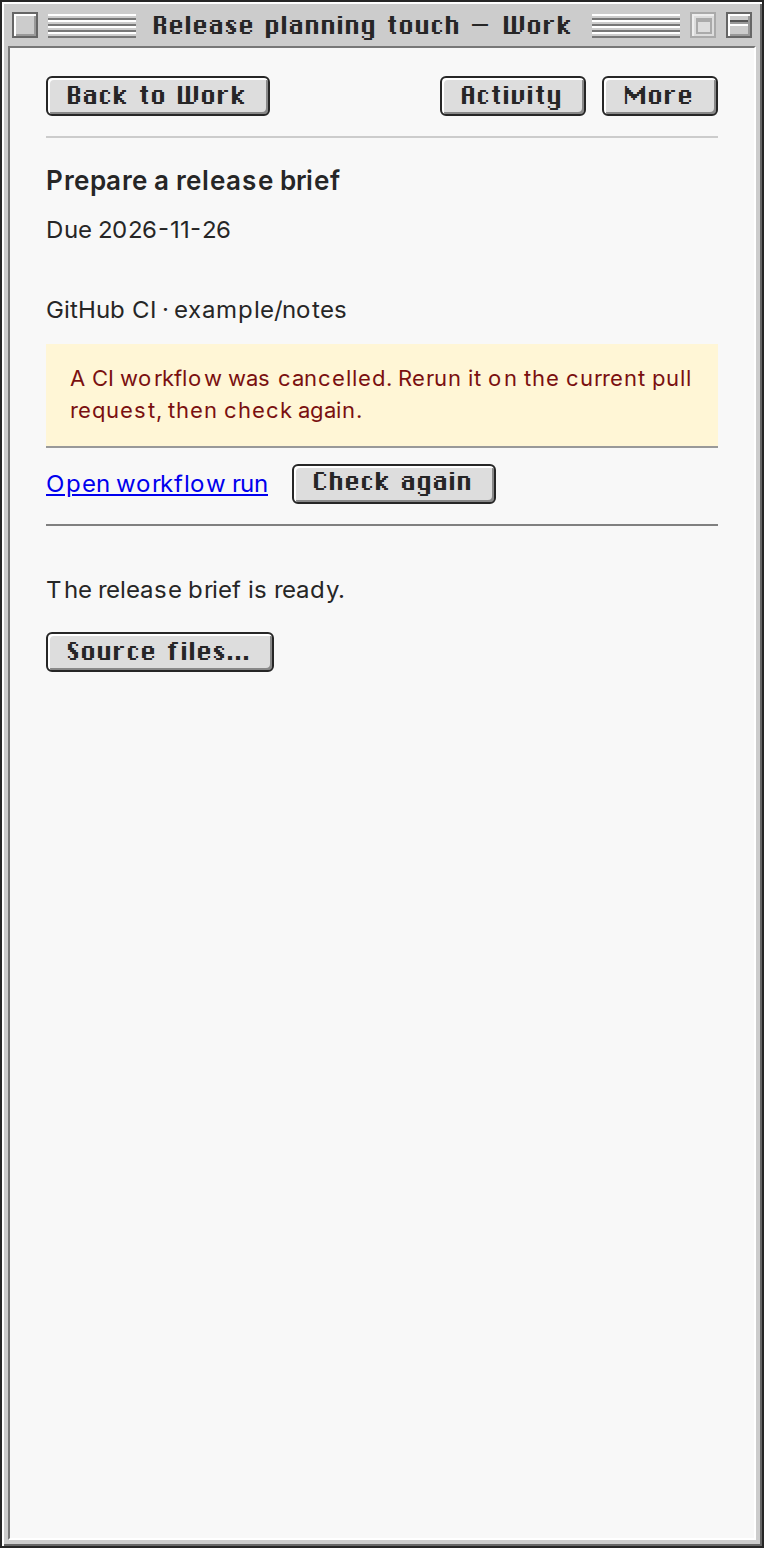 Release planning touch — Work
Back to Work
Activity
More
Prepare a release brief
Due 2026-11-26
GitHub CI · example/notes
A CI workflow was cancelled. Rerun it on the current pull
request, then check again.
Open workflow run
Check again
The release brief is ready.
Source files…